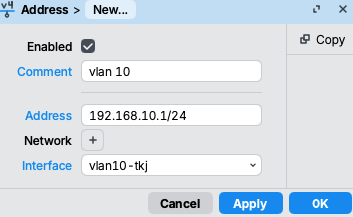 v4 Address > New...
Enabled
Copy
Comment vlan 10
Address 192.168.10.1/24
Network +
Interface vlan10-tkj
Cancel Apply OK